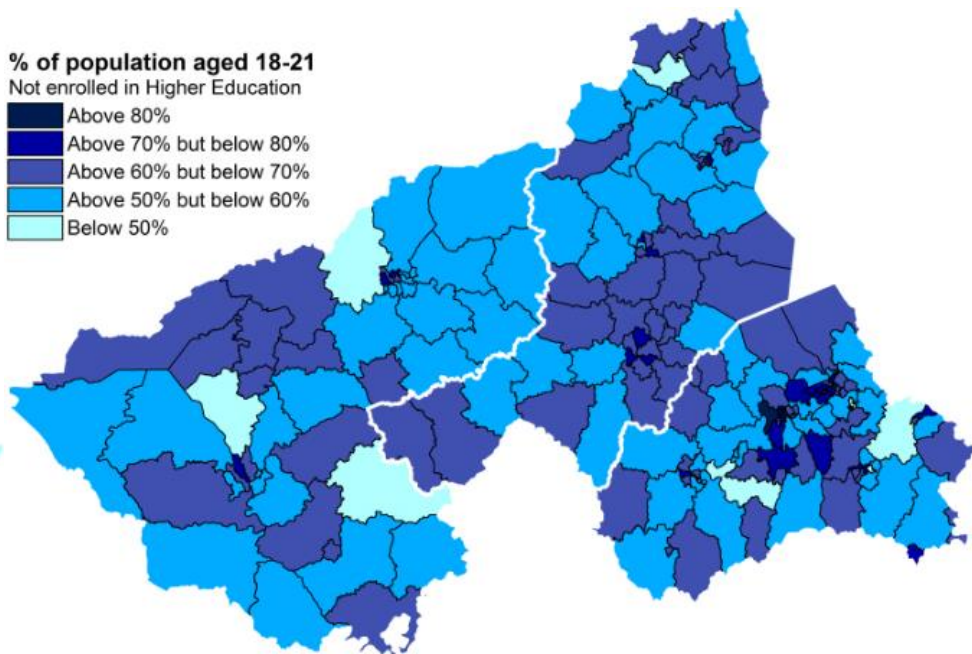 % of population aged 18-21
Not enrolled in Higher Education
Above 80%
Above 70% but below 80%
Above 60% but below 70%
Above 50% but below 60%
Below 50%